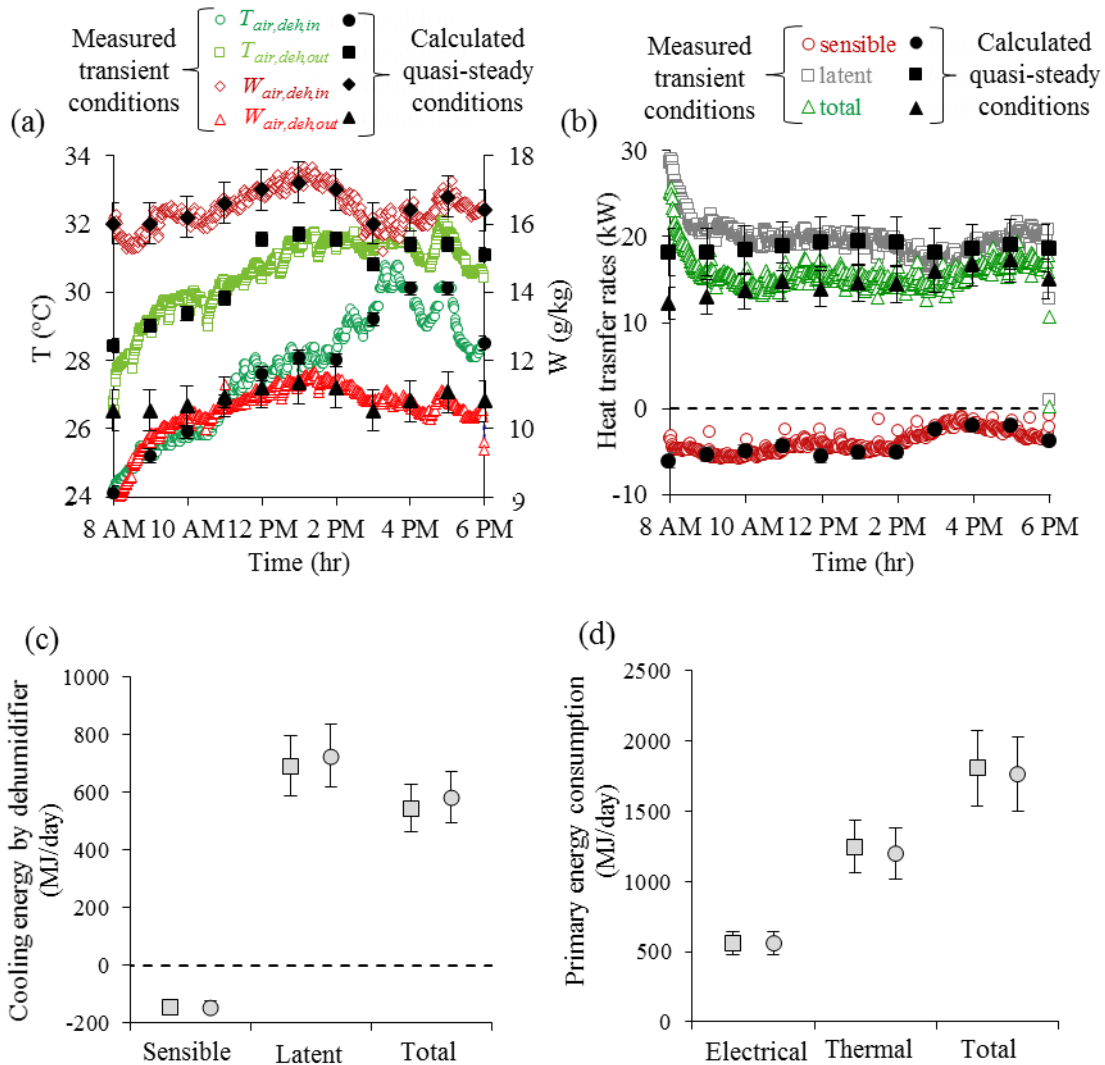 Measured transient conditions
T air,deh,in
T air,deh,out
W air,deh,in
W air,deh,out
Calculated quasi-steady conditions
(a)
34
32
30
28
26
24
T (°C)
18
16
14
12
10
9
W (g/kg)
8 AM 10 AM 12 PM 2 PM 4 PM 6 PM
Time (hr)
Measured transient conditions
sensible
latent
total
Calculated quasi-steady conditions
(b)
30
20
10
0
-10
Heat trasnfer rates (kW)
8 AM 10 AM 12 PM 2 PM 4 PM 6 PM
Time (hr)
(c)
1000
800
600
400
200
0
-200
Cooling energy by dehumidifier
(MJ/day)
Sensible Latent Total
(d)
2500
2000
1500
1000
500
0
Primary energy consumption
(MJ/day)
Electrical Thermal Total